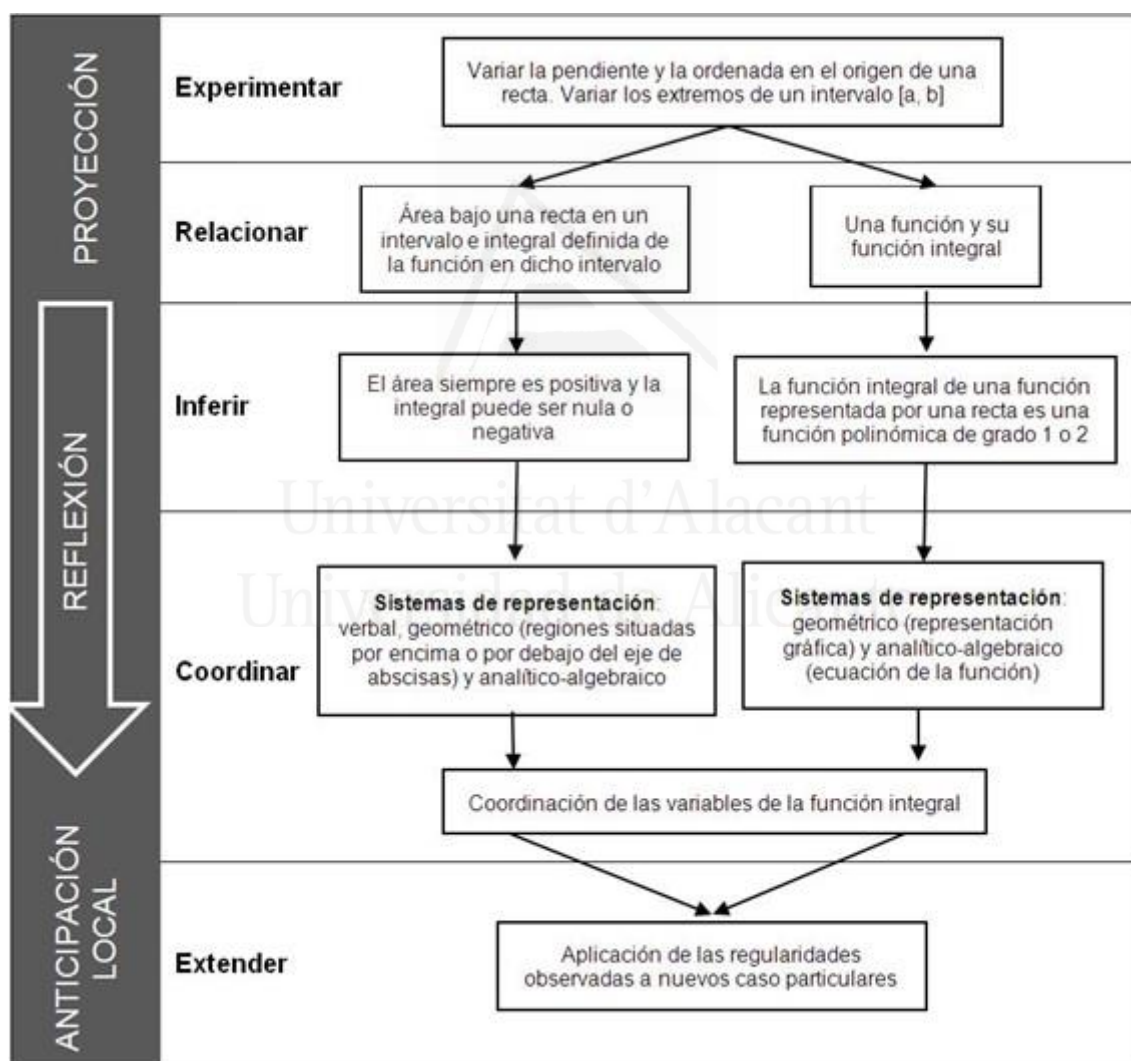 PROYECCIÓN
Experimentar
Variar la pendiente y la ordenada en el origen de una
recta. Variar los extremos de un intervalo [a, b]
Relacionar
Área bajo una recta en un
intervalo e integral definida de
la función en dicho intervalo
Una función y su
función integral
REFLEXIÓN
Inferir
El área siempre es positiva y la
integral puede ser nula o
negativa
La función integral de una función
representada por una recta es una
función polinómica de grado 1 o 2
Universitat d'Alacant
Universidad de Alicante
Coordinar
Sistemas de representación:
verbal, geométrico (regiones situadas
por encima o por debajo del eje de
abscisas) y analítico-algebraico
Sistemas de representación:
geométrico (representación
gráfica) y analítico-algebraico
(ecuación de la función)
Coordinación de las variables de la función integral
ANTICIPACIÓN
LOCAL
Extender
Aplicación de las regularidades
observadas a nuevos caso particulares